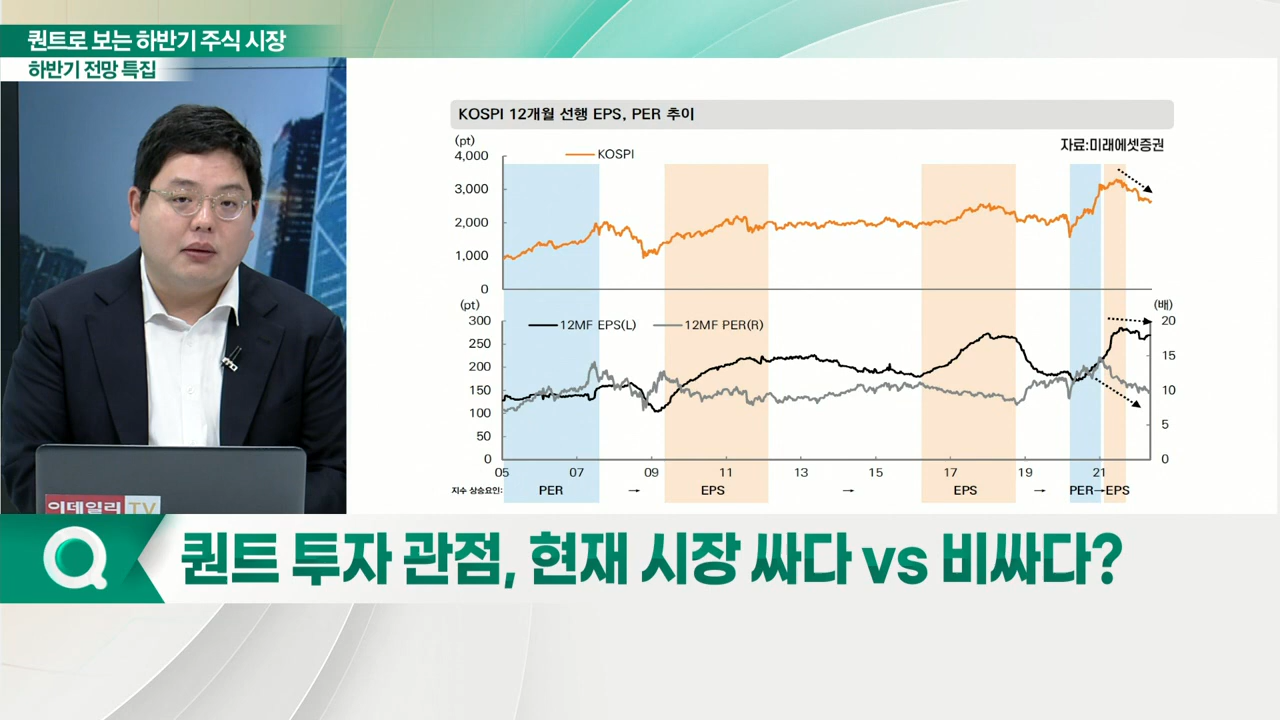 퀀트로 보는 하반기 주식 시장
하반기 전망 특집
KOSPI 12개월 선행 EPS, PER 추이
자료:미래에셋증권
(pt)
4,000
3,000
2,000
1,000
0
KOSPI
(pt)
(배)
300
250
200
150
100
50
0
12MF EPS(L)
12MF PER(R)
20
15
10
5
0
05 07 09 11 13 15 17 19 21
지수 상승요인: PER → EPS → EPS → PER→EPS
이데일리 TV
Q
퀀트 투자 관점, 현재 시장 싸다 vs 비싸다?